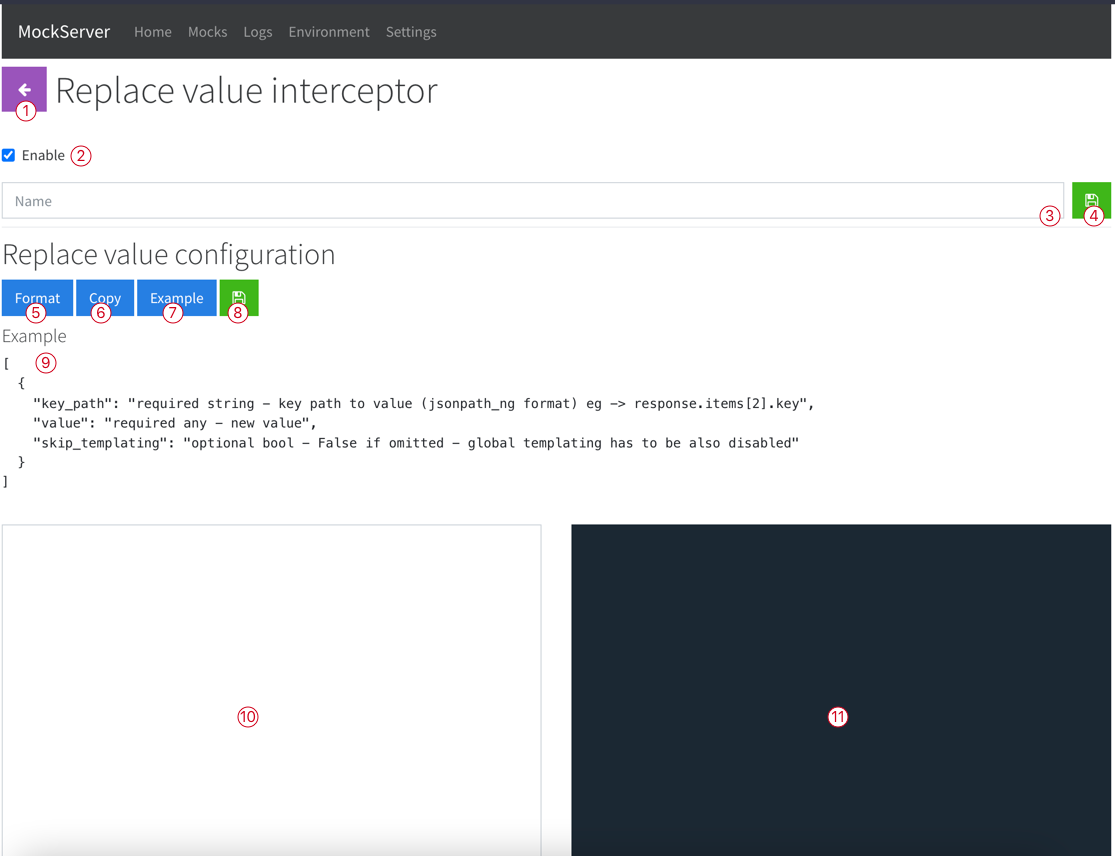 MockServer Home Mocks Logs Environment Settings
Replace value interceptor
1
Enable 2
Name
3
4
Replace value configuration
Format Copy Example
5 6 7 8
Example
[ 9
  {
    "key_path": "required string – key path to value (jsonpath_ng format) eg –> response.items[2].key",
    "value": "required any – new value",
    "skip_templating": "optional bool – False if omitted – global templating has to be also disabled"
  }
]
10 11